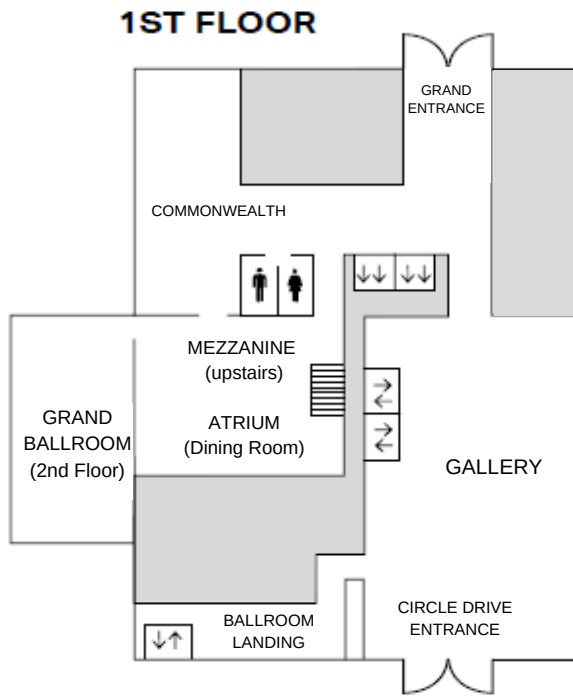 1ST FLOOR
GRAND
ENTRANCE
COMMONWEALTH
MEZZANINE
(upstairs)
ATRIUM
(Dining Room)
GRAND
BALLROOM
(2nd Floor)
GALLERY
BALLROOM
LANDING
CIRCLE DRIVE
ENTRANCE